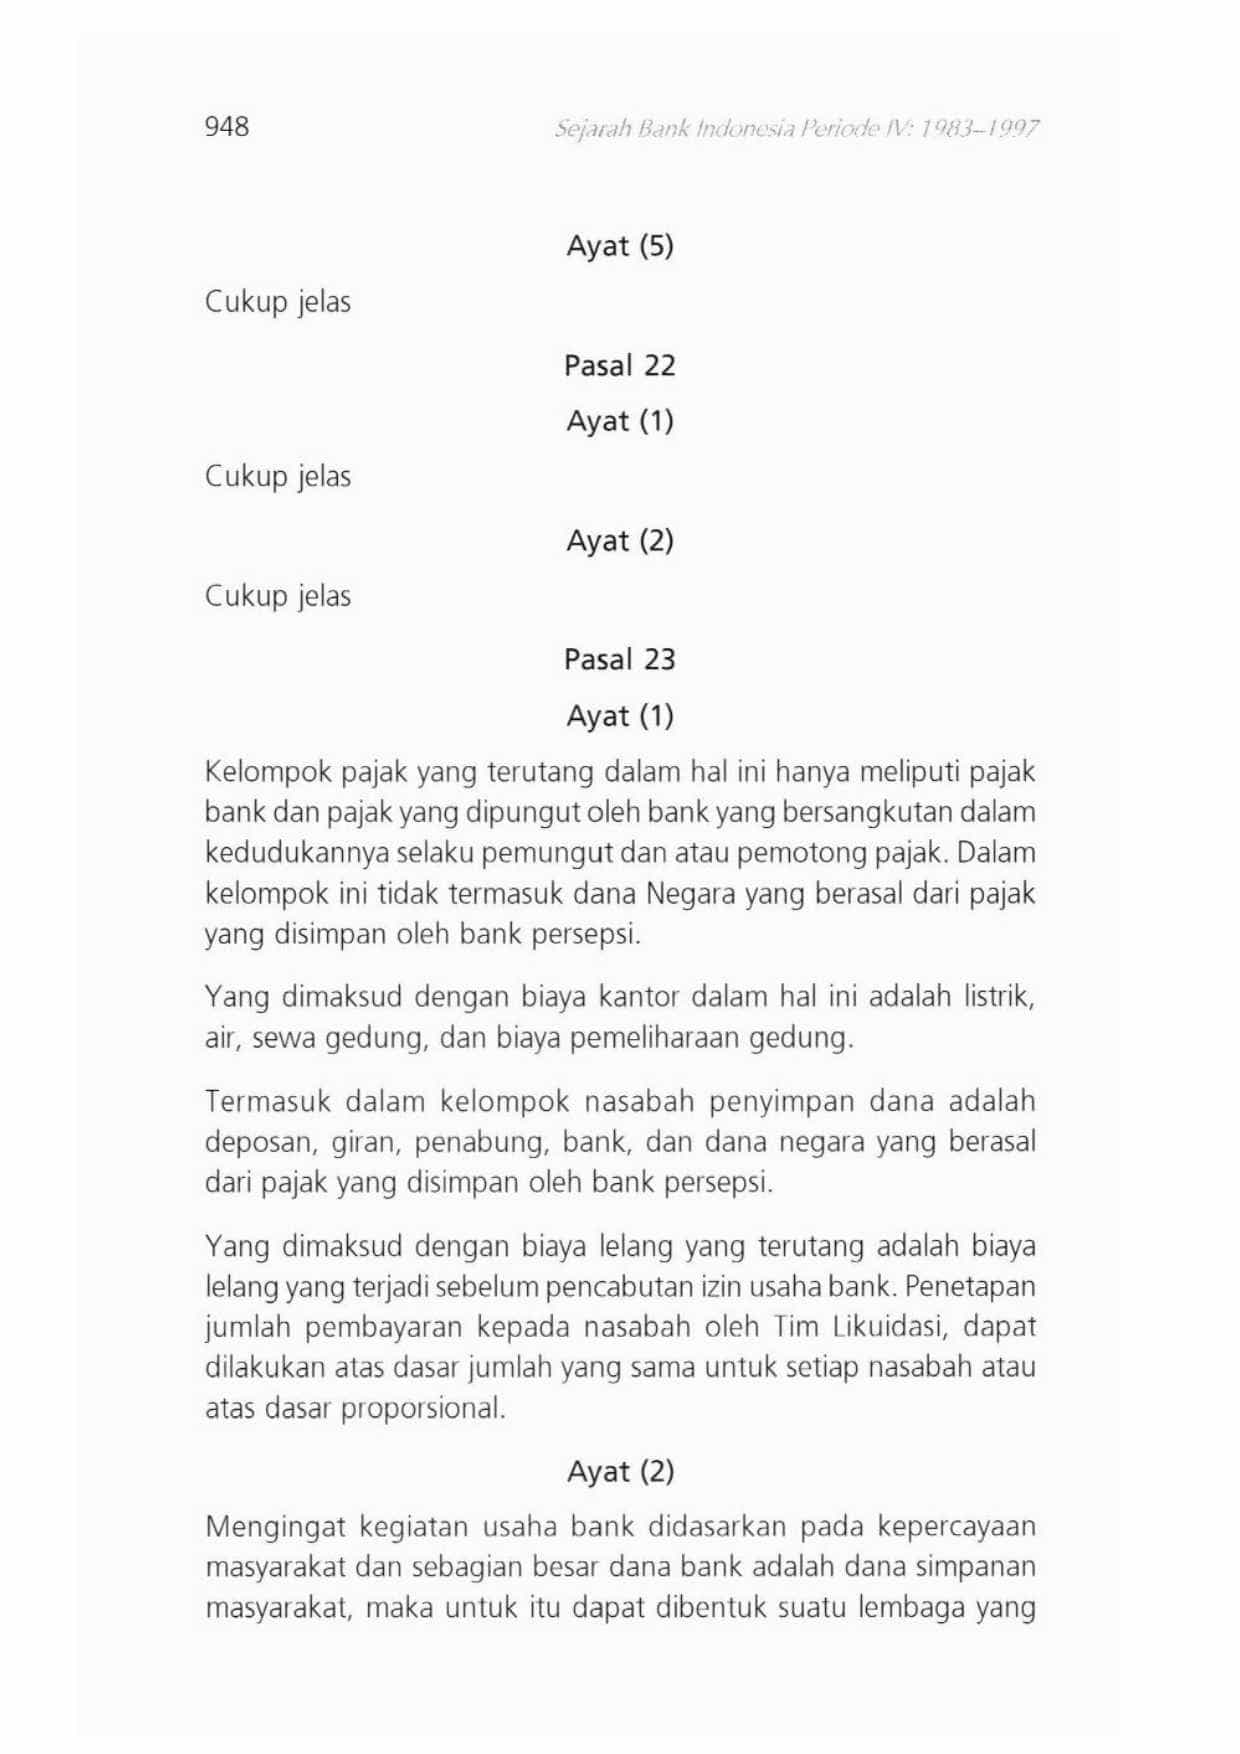 948
Sejarah Bank Indonesia Periode IV: 1983–1997
Ayat (5)
Cukup jelas
Pasal 22
Ayat (1)
Cukup jelas
Ayat (2)
Cukup jelas
Pasal 23
Ayat (1)
Kelompok pajak yang terutang dalam hal ini hanya meliputi pajak
bank dan pajak yang dipungut oleh bank yang bersangkutan dalam
kedudukannya selaku pemungut dan atau pemotong pajak. Dalam
kelompok ini tidak termasuk dana Negara yang berasal dari pajak
yang disimpan oleh bank persepsi.
Yang dimaksud dengan biaya kantor dalam hal ini adalah listrik,
air, sewa gedung, dan biaya pemeliharaan gedung.
Termasuk dalam kelompok nasabah penyimpan dana adalah
deposan, giran, penabung, bank, dan dana negara yang berasal
dari pajak yang disimpan oleh bank persepsi.
Yang dimaksud dengan biaya lelang yang terutang adalah biaya
lelang yang terjadi sebelum pencabutan izin usaha bank. Penetapan
jumlah pembayaran kepada nasabah oleh Tim Likuidasi, dapat
dilakukan atas dasar jumlah yang sama untuk setiap nasabah atau
atas dasar proporsional.
Ayat (2)
Mengingat kegiatan usaha bank didasarkan pada kepercayaan
masyarakat dan sebagian besar dana bank adalah dana simpanan
masyarakat, maka untuk itu dapat dibentuk suatu lembaga yang